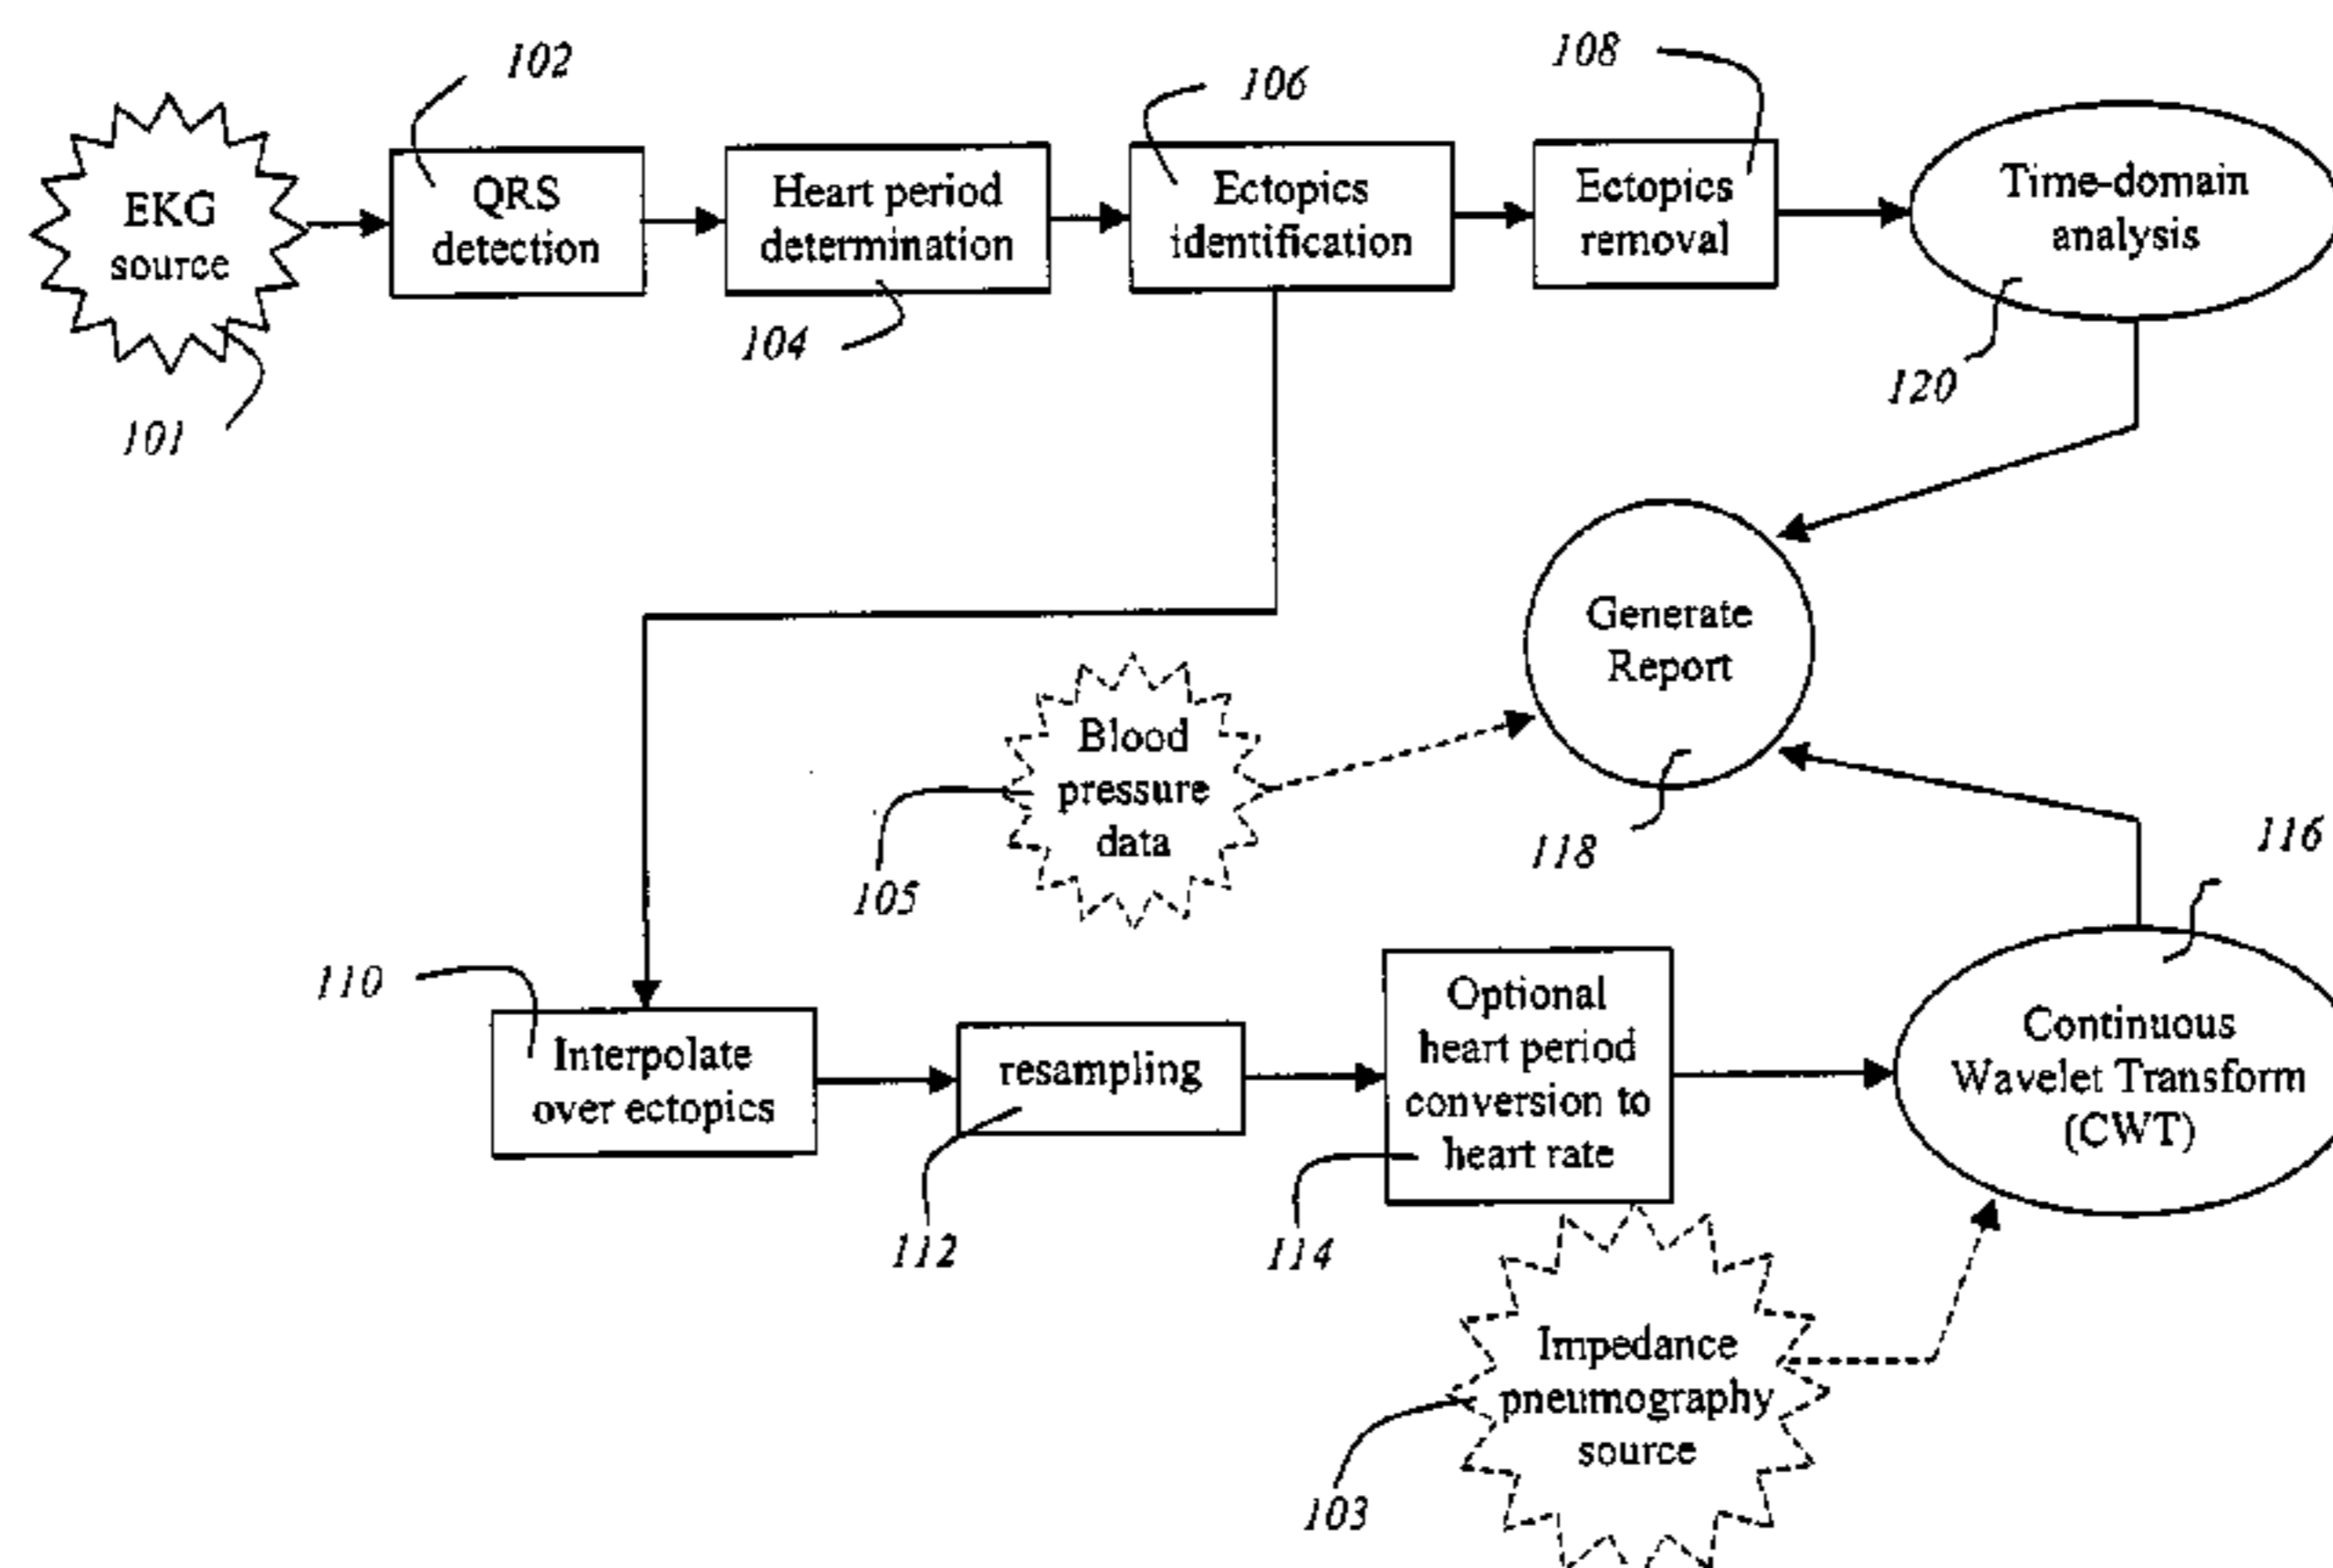 102
106
108
EKG
source
QRS
detection
Heart period
determination
Ectopics
identification
Ectopics
removal
Time-domain
analysis
101
104
120
Generate
Report
Blood
pressure
data
105
118
116
110
Interpolate
over ectopics
resampling
Optional
heart period
conversion to
heart rate
Continuous
Wavelet Transform
(CWT)
112
114
Impedance
pneumography
source
103